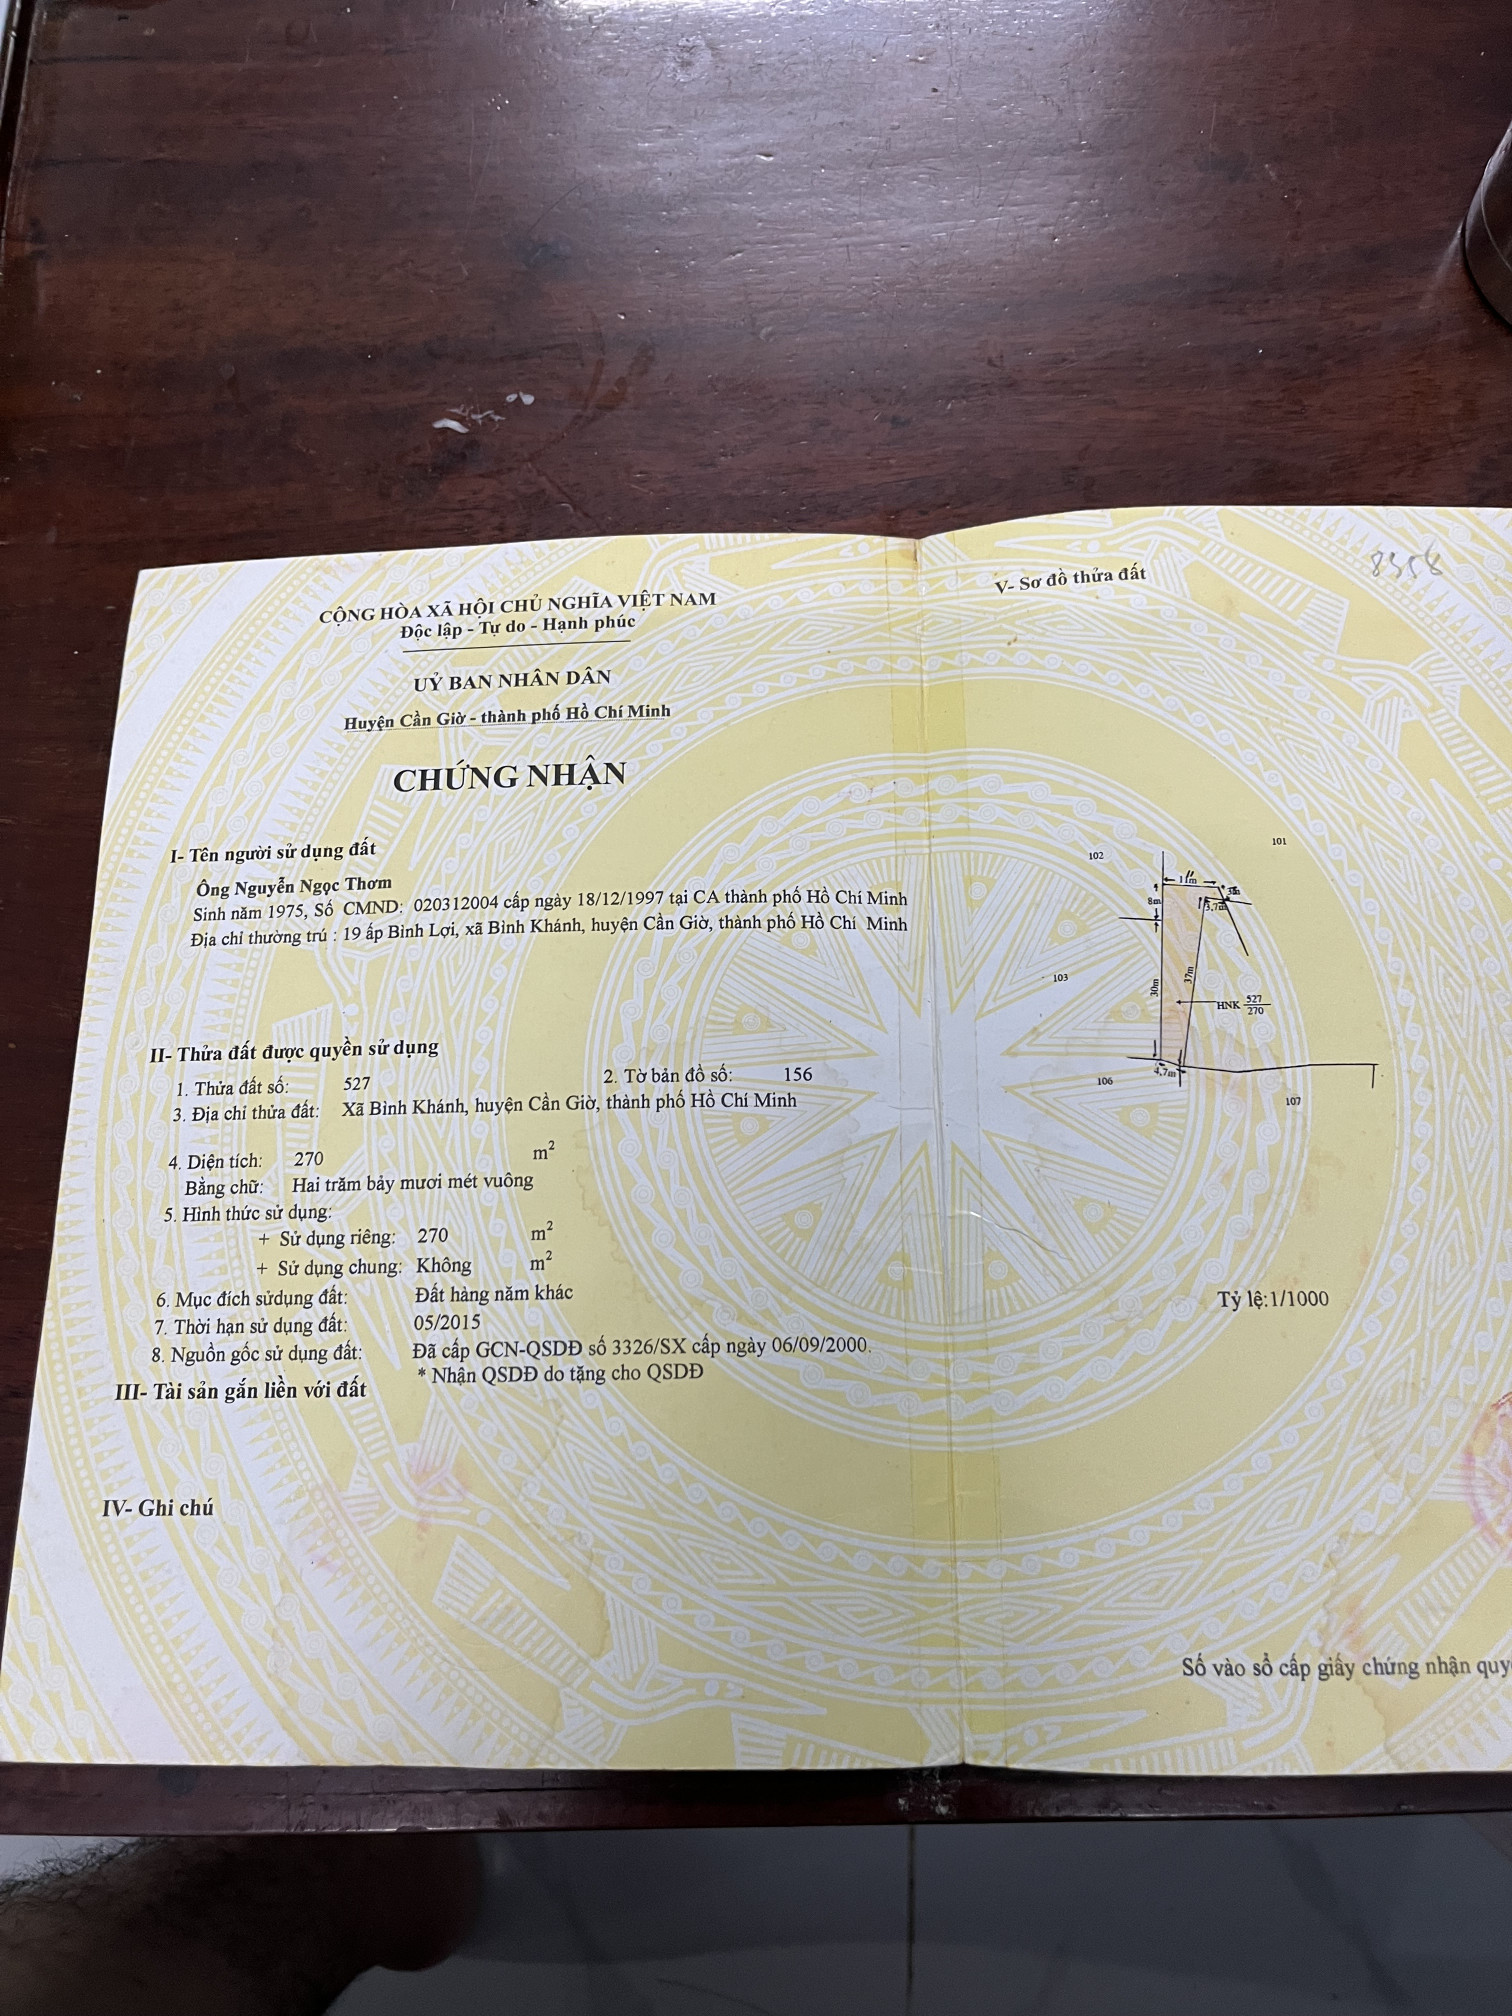 CỘNG HÒA XÃ HỘI CHỦ NGHĨA VIỆT NAM
Độc lập - Tự do - Hạnh phúc
UỶ BAN NHÂN DÂN
Huyện Cần Giờ - thành phố Hồ Chí Minh
CHỨNG NHẬN
I- Tên người sử dụng đất
Ông Nguyễn Ngọc Thơm
Sinh năm 1975, Số CMND: 020312004 cấp ngày 18/12/1997 tại CA thành phố Hồ Chí Minh
Địa chỉ thường trú : 19 ấp Bình Lợi, xã Bình Khánh, huyện Cần Giờ, thành phố Hồ Chí Minh
II- Thửa đất được quyền sử dụng
1. Thửa đất số: 527 2. Tờ bản đồ số: 156
3. Địa chỉ thửa đất: Xã Bình Khánh, huyện Cần Giờ, thành phố Hồ Chí Minh
4. Diện tích: 270 m²
Bằng chữ: Hai trăm bảy mươi mét vuông
5. Hình thức sử dụng:
+ Sử dụng riêng: 270 m²
+ Sử dụng chung: Không m²
6. Mục đích sửdụng đất: Đất hàng năm khác
7. Thời hạn sử dụng đất: 05/2015
8. Nguồn gốc sử dụng đất: Đã cấp GCN-QSDĐ số 3326/SX cấp ngày 06/09/2000.
* Nhận QSDĐ do tặng cho QSDĐ
III- Tài sản gắn liền với đất
IV- Ghi chú
V- Sơ đồ thửa đất
8358
101
102
8m
3,7m
103
30m
37m
HNK 527
270
4,7m
106
107
Tỷ lệ:1/1000
Số vào sổ cấp giấy chứng nhận quy